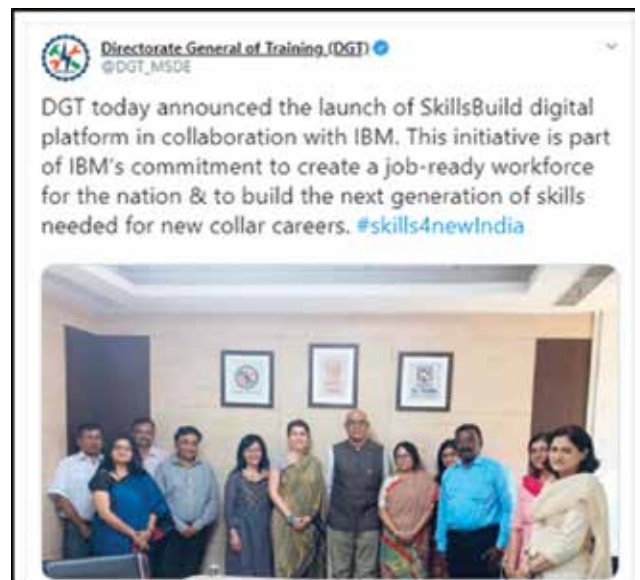 Directorate General of Training (DGT)
@DGT_MSDE
DGT today announced the launch of SkillsBuild digital
platform in collaboration with IBM. This initiative is part
of IBM's commitment to create a job-ready workforce
for the nation & to build the next generation of skills
needed for new collar careers. #skills4newIndia